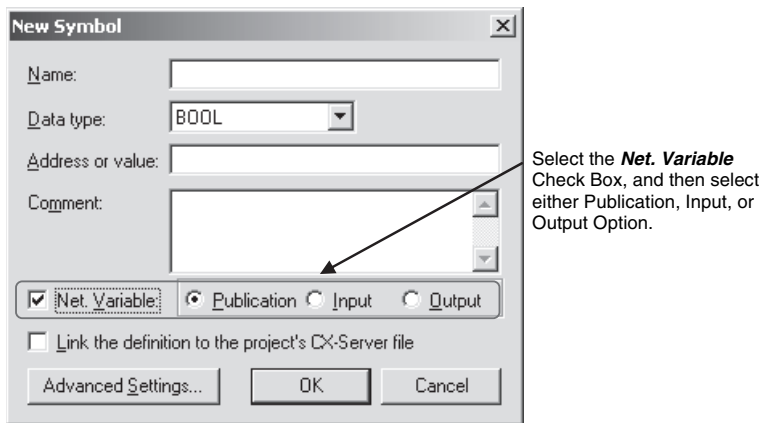 New Symbol
Name:
Data type: BOOL
Address or value:
Comment:
Select the Net. Variable
Check Box, and then select
either Publication, Input, or
Output Option.
Net. Variable: Publication Input Output
Link the definition to the project's CX-Server file
Advanced Settings... OK Cancel